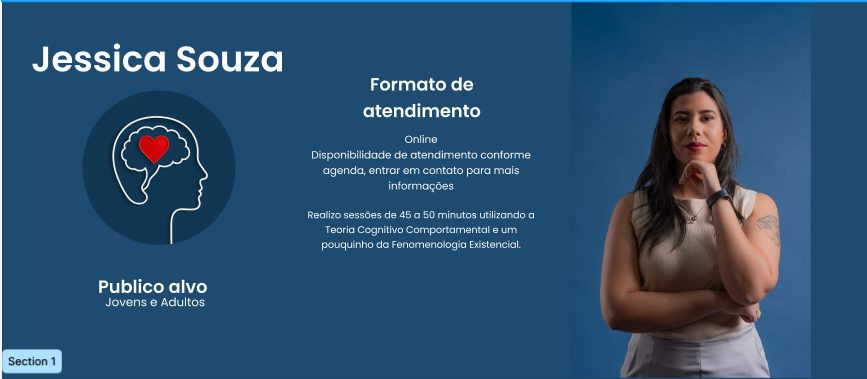 Jessica Souza
Formato de
atendimento
Online
Disponibilidade de atendimento conforme
agenda, entrar em contato para mais
informações
Realizo sessões de 45 a 50 minutos utilizando a
Teoria Cognitivo Comportamental e um
pouquinho da Fenomenologia Existencial.
Publico alvo
Jovens e Adultos
Section 1